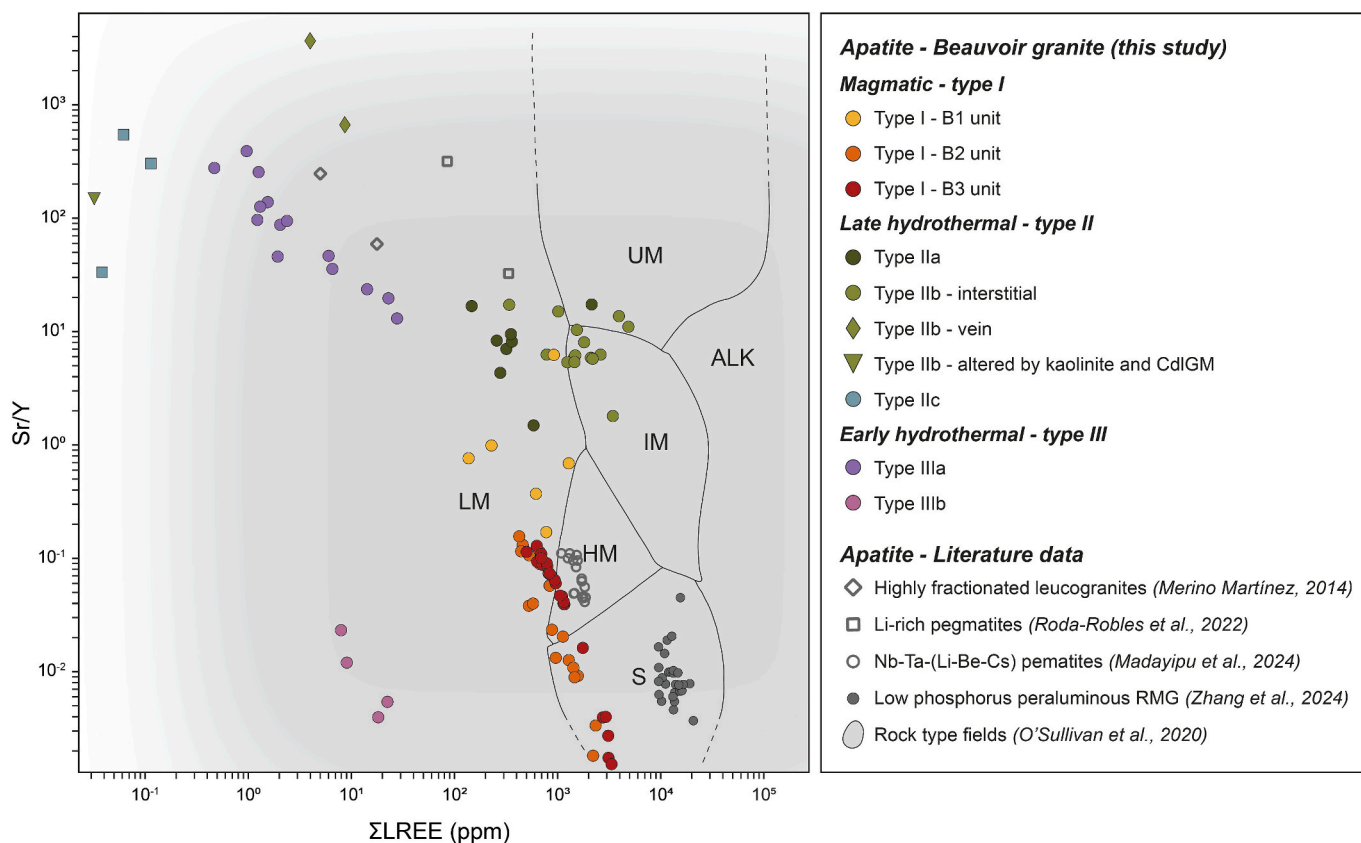 10³
10²
10¹
10⁰
10⁻¹
10⁻²
Sr/Y
UM
ALK
IM
LM
HM
S
10⁻¹
10⁰
10¹
10²
10³
10⁴
10⁵
ΣLREE (ppm)
Apatite - Beauvoir granite (this study)
Magmatic - type I
Type I - B1 unit
Type I - B2 unit
Type I - B3 unit
Late hydrothermal - type II
Type IIa
Type IIb - interstitial
Type IIb - vein
Type IIb - altered by kaolinite and CdIGM
Type IIc
Early hydrothermal - type III
Type IIIa
Type IIIb
Apatite - Literature data
Highly fractionated leucogranites (Merino Martínez, 2014)
Li-rich pegmatites (Roda-Robles et al., 2022)
Nb-Ta-(Li-Be-Cs) pematites (Madayipu et al., 2024)
Low phosphorus peraluminous RMG (Zhang et al., 2024)
Rock type fields (O'Sullivan et al., 2020)